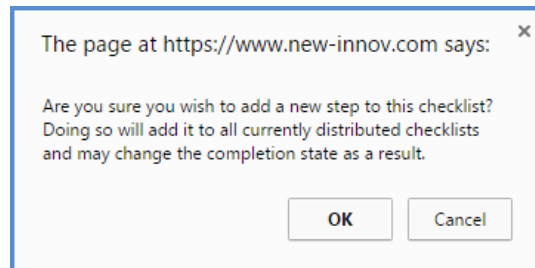 The page at https://www.new-innov.com says:
Are you sure you wish to add a new step to this checklist?
Doing so will add it to all currently distributed checklists
and may change the completion state as a result.
OK Cancel